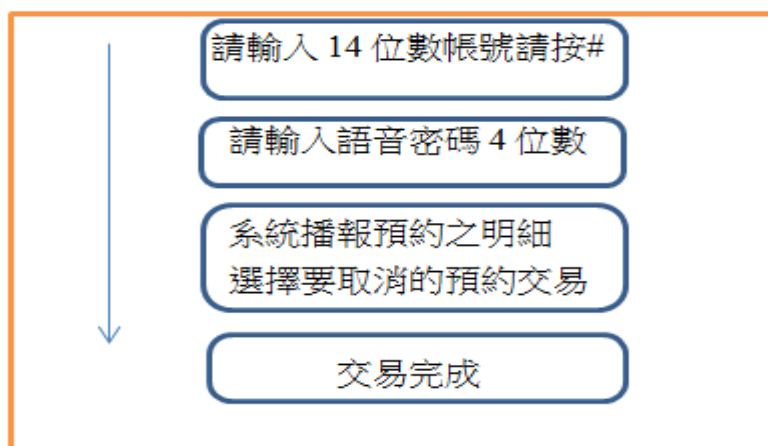 請輸入 14 位數帳號請按#
請輸入語音密碼 4 位數
系統播報預約之明細
選擇要取消的預約交易
交易完成